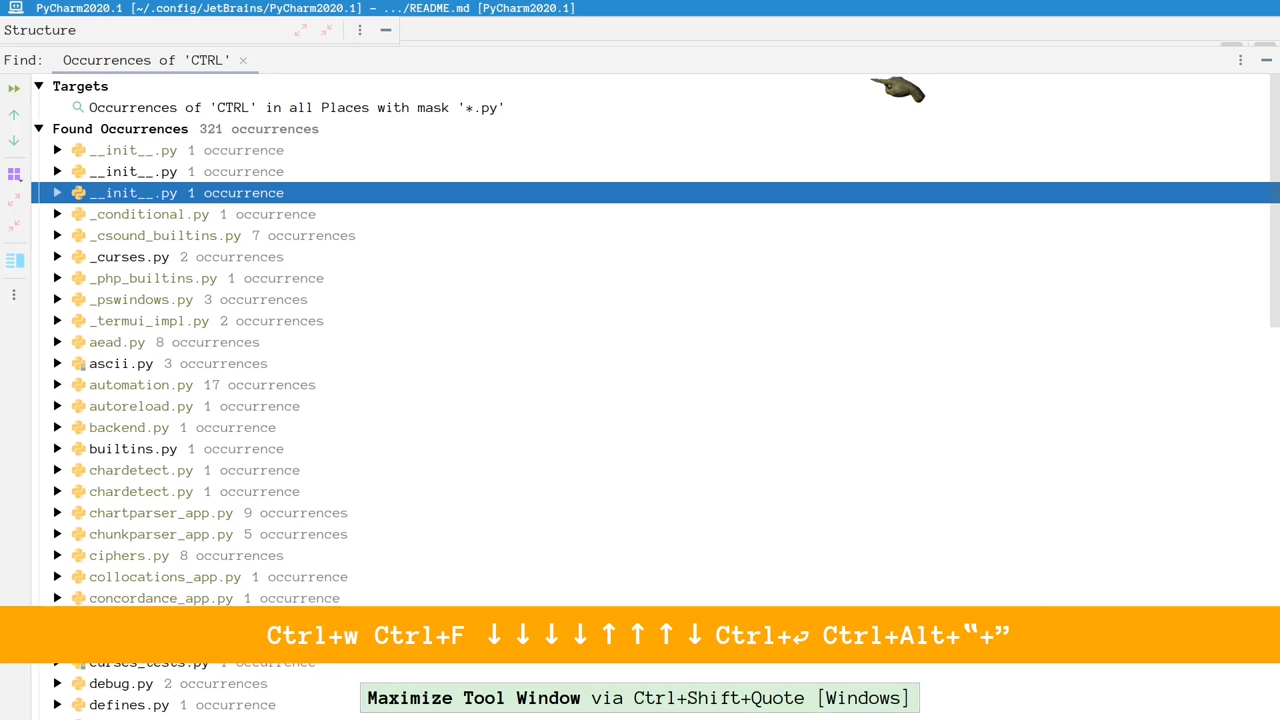 PyCharm2020.1 [~/.config/JetBrains/PyCharm2020.1] – .../README.md [PyCharm2020.1]
Structure
Find: Occurrences of 'CTRL' ×
Targets
Occurrences of 'CTRL' in all Places with mask '*.py'
Found Occurrences 321 occurrences
__init__.py 1 occurrence
__init__.py 1 occurrence
__init__.py 1 occurrence
_conditional.py 1 occurrence
_csound_builtins.py 7 occurrences
_curses.py 2 occurrences
_php_builtins.py 1 occurrence
_pswindows.py 3 occurrences
_termui_impl.py 2 occurrences
aead.py 8 occurrences
ascii.py 3 occurrences
automation.py 17 occurrences
autoreload.py 1 occurrence
backend.py 1 occurrence
builtins.py 1 occurrence
chardetect.py 1 occurrence
chardetect.py 1 occurrence
chartparser_app.py 9 occurrences
chunkparser_app.py 5 occurrences
ciphers.py 8 occurrences
collocations_app.py 1 occurrence
concordance_app.py 1 occurrence
Ctrl+w Ctrl+F ↓↓↓↓↑↑↑↓ Ctrl+⏎ Ctrl+Alt+‟+”
curses_tests.py 1 occurrence
debug.py 2 occurrences
Maximize Tool Window via Ctrl+Shift+Quote [Windows]
defines.py 1 occurrence